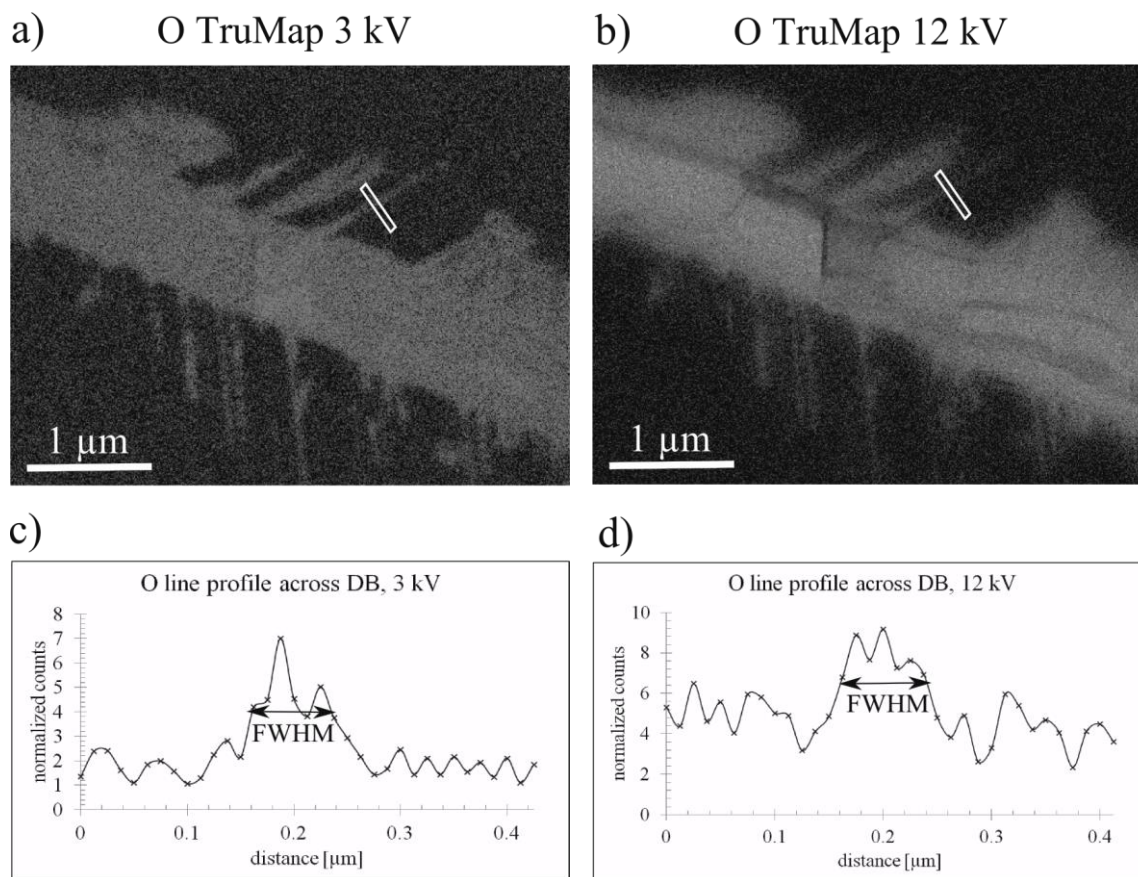 a) O TruMap 3 kV
b) O TruMap 12 kV
1 µm
1 µm
c)
d)
O line profile across DB, 3 kV
normalized counts
8
7
6
5
4
3
2
1
0
FWHM
0 0.1 0.2 0.3 0.4
distance [µm]
O line profile across DB, 12 kV
normalized counts
10
8
6
4
2
0
FWHM
0 0.1 0.2 0.3 0.4
distance [µm]